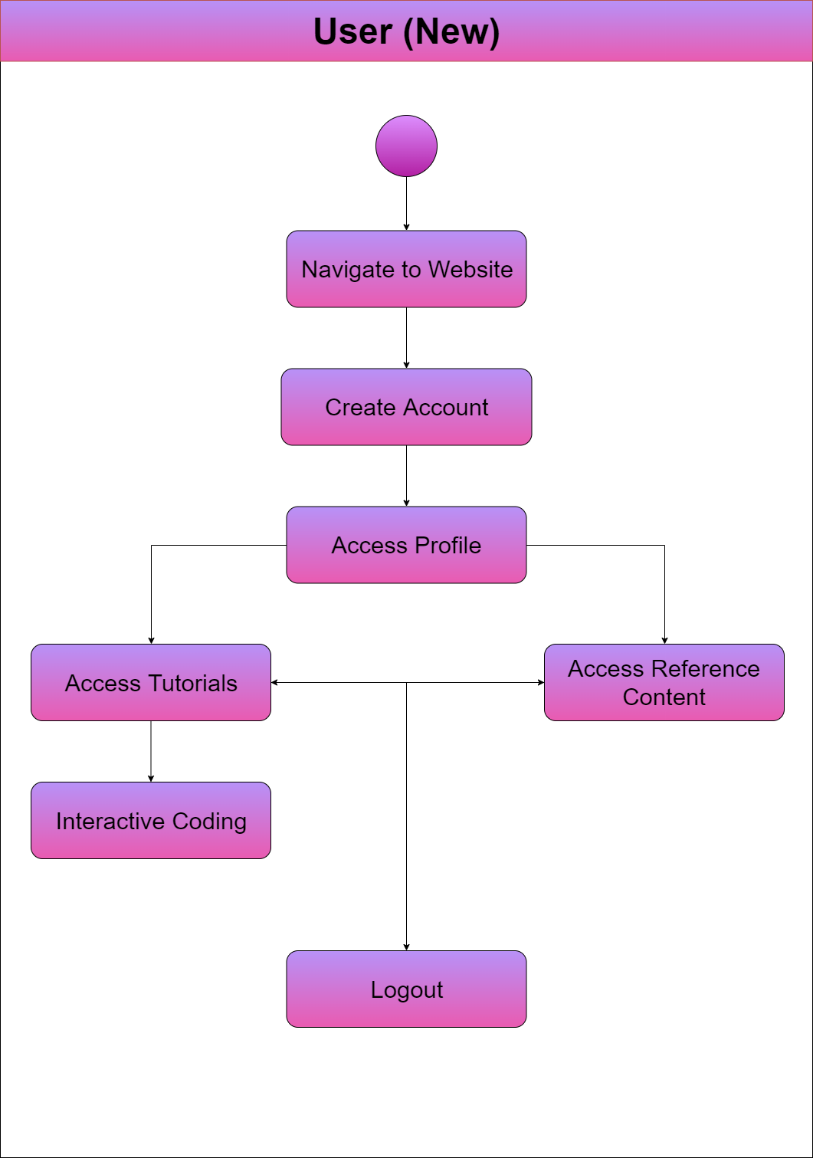 User (New)
Navigate to Website
Create Account
Access Profile
Access Tutorials
Access Reference
Content
Interactive Coding
Logout